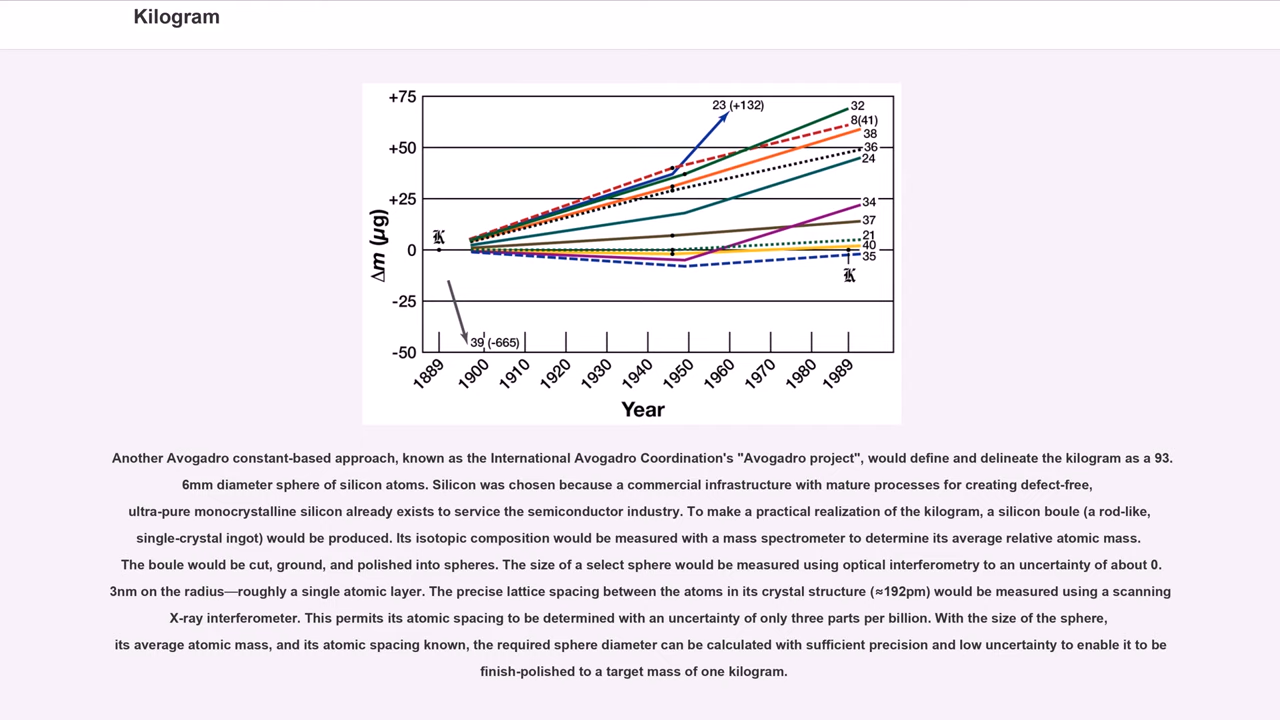 Kilogram
+75
+50
+25
0
-25
-50
Δm (µg)
𝕶
23 (+132)
32
8(41)
38
36
24
34
37
21
40
35
𝕶
39 (-665)
1889
1900
1910
1920
1930
1940
1950
1960
1970
1980
1989
Year
Another Avogadro constant-based approach, known as the International Avogadro Coordination's "Avogadro project", would define and delineate the kilogram as a 93.
6mm diameter sphere of silicon atoms. Silicon was chosen because a commercial infrastructure with mature processes for creating defect-free,
ultra-pure monocrystalline silicon already exists to service the semiconductor industry. To make a practical realization of the kilogram, a silicon boule (a rod-like,
single-crystal ingot) would be produced. Its isotopic composition would be measured with a mass spectrometer to determine its average relative atomic mass.
The boule would be cut, ground, and polished into spheres. The size of a select sphere would be measured using optical interferometry to an uncertainty of about 0.
3nm on the radius—roughly a single atomic layer. The precise lattice spacing between the atoms in its crystal structure (≈192pm) would be measured using a scanning
X-ray interferometer. This permits its atomic spacing to be determined with an uncertainty of only three parts per billion. With the size of the sphere,
its average atomic mass, and its atomic spacing known, the required sphere diameter can be calculated with sufficient precision and low uncertainty to enable it to be
finish-polished to a target mass of one kilogram.